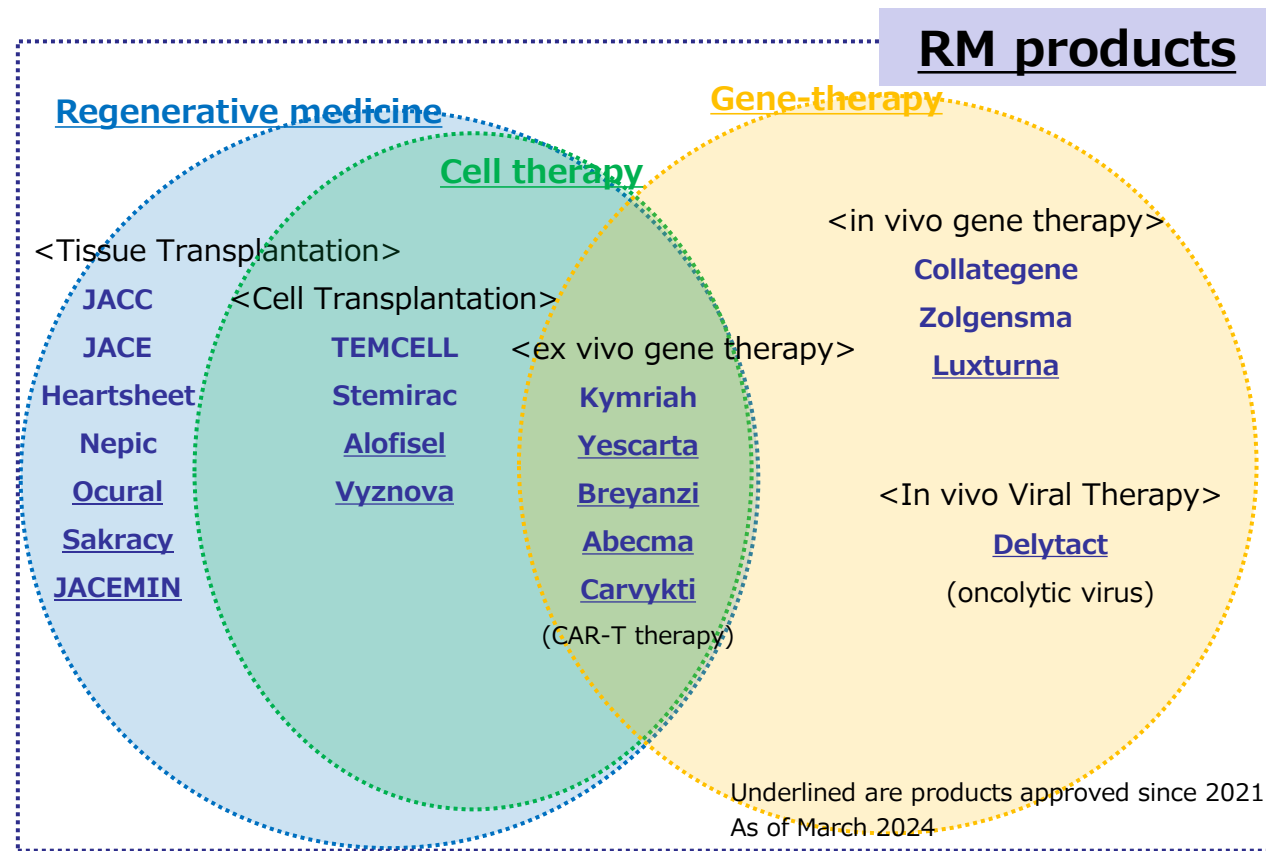 RM products
Regenerative medicine
Gene-therapy
Cell therapy
<Tissue Transplantation>
JACC
JACE
Heartsheet
Nepic
Ocural
Sakracy
JACEMIN
<Cell Transplantation>
TEMCELL
Stemirac
Alofisel
Vyznova
<ex vivo gene therapy>
Kymriah
Yescarta
Breyanzi
Abecma
Carvykti
(CAR-T therapy)
<in vivo gene therapy>
Collategene
Zolgensma
Luxturna
<In vivo Viral Therapy>
Delytact
(oncolytic virus)
Underlined are products approved since 2021
As of March 2024